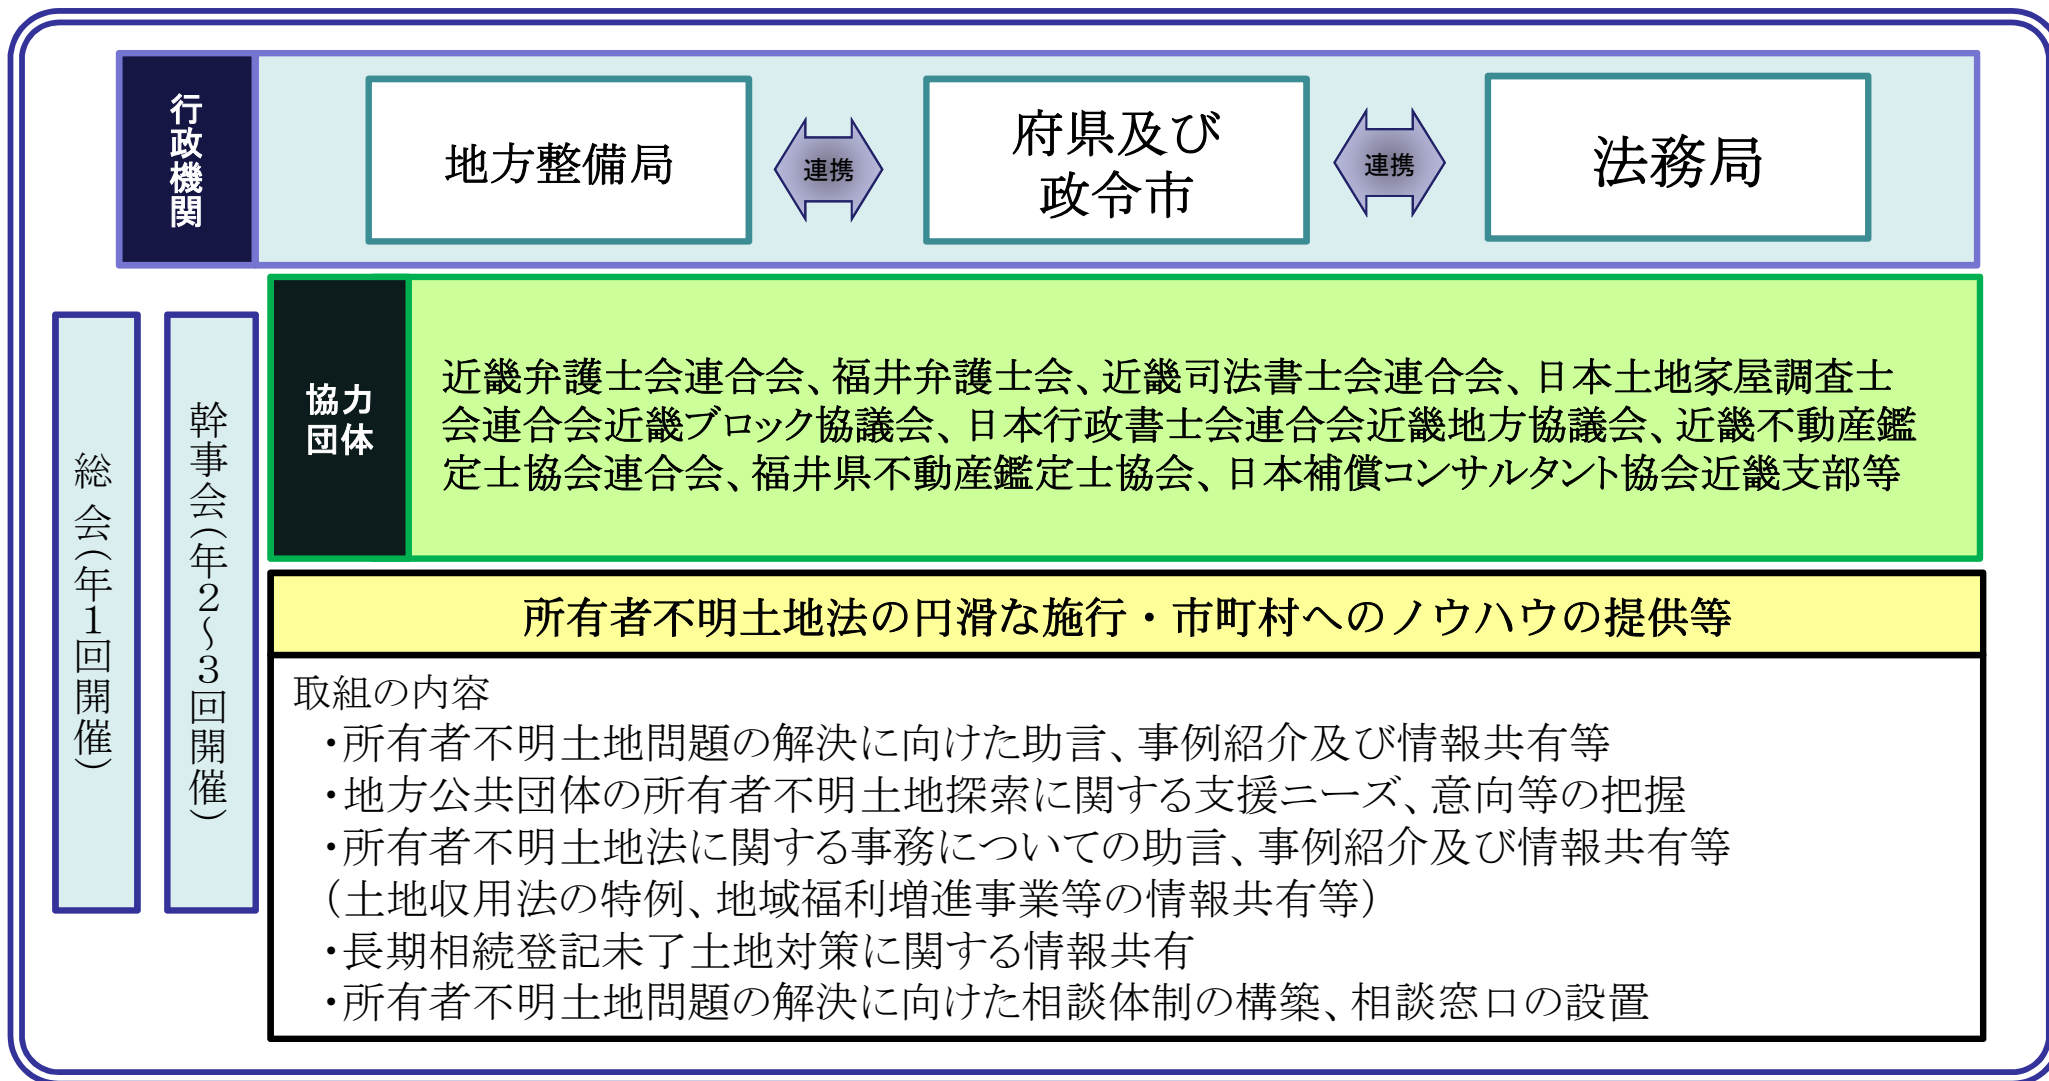 行政機関
地方整備局
連携
府県及び
政令市
連携
法務局
総 会(年１回開催)
幹事会(年２～３回開催)
協力
団体
近畿弁護士会連合会、福井弁護士会、近畿司法書士会連合会、日本土地家屋調査士
会連合会近畿ブロック協議会、日本行政書士会連合会近畿地方協議会、近畿不動産鑑
定士協会連合会、福井県不動産鑑定士協会、日本補償コンサルタント協会近畿支部等
所有者不明土地法の円滑な施行・市町村へのノウハウの提供等
取組の内容
・所有者不明土地問題の解決に向けた助言、事例紹介及び情報共有等
・地方公共団体の所有者不明土地探索に関する支援ニーズ、意向等の把握
・所有者不明土地法に関する事務についての助言、事例紹介及び情報共有等
（土地収用法の特例、地域福利増進事業等の情報共有等）
・長期相続登記未了土地対策に関する情報共有
・所有者不明土地問題の解決に向けた相談体制の構築、相談窓口の設置